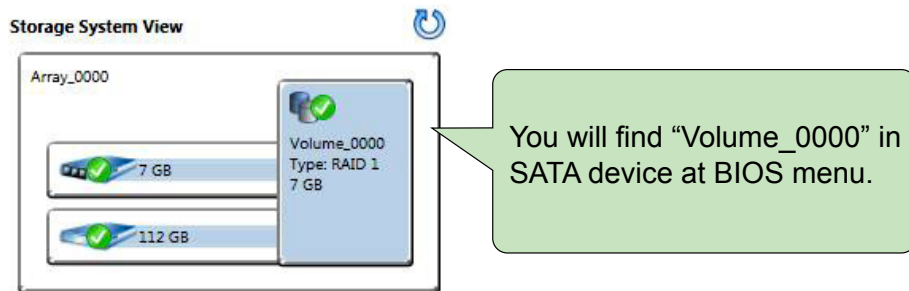 Storage System View
Array_0000
Volume_0000
Type: RAID 1
7 GB
7 GB
112 GB
You will find “Volume_0000” in
SATA device at BIOS menu.